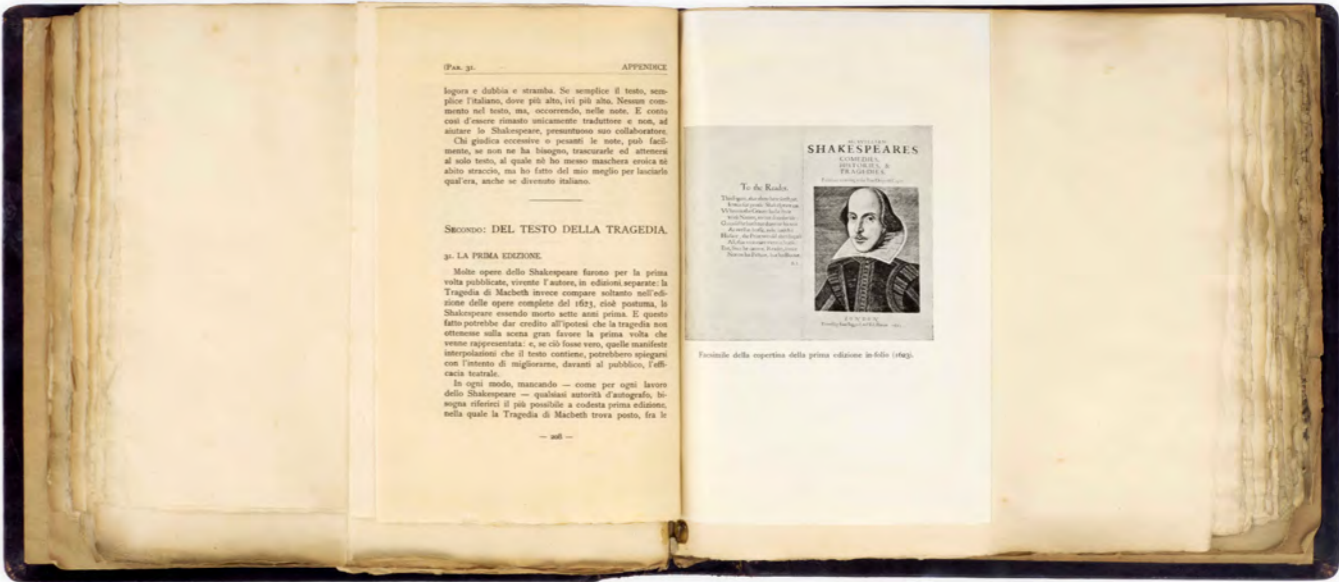 (Par. 31. APPENDICE
logora e dubbia e stramba. Se semplice il testo, sem-
plice l'italiano, dove più alto, ivi più alto. Nessun com-
mento nel testo, ma, occorrendo, nelle note. E conto
così d'essere rimasto unicamente traduttore e non, ad
aiutare lo Shakespeare, presuntuoso suo collaboratore.
Chi giudica eccessive o pesanti le note, può facil-
mente, se non ne ha bisogno, trascurarle ed attenersi
al solo testo, al quale nè ho messo maschera eroica nè
abito straccio, ma ho fatto del mio meglio per lasciarlo
qual'era, anche se divenuto italiano.
Secondo: DEL TESTO DELLA TRAGEDIA.
31. LA PRIMA EDIZIONE.
Molte opere dello Shakespeare furono per la prima
volta pubblicate, vivente l'autore, in edizioni separate: la
Tragedia di Macbeth invece compare soltanto nell'edi-
zione delle opere complete del 1623, cioè postuma, lo
Shakespeare essendo morto sette anni prima. E questo
fatto potrebbe dar credito all'ipotesi che la tragedia non
ottenesse sulla scena gran favore la prima volta che
venne rappresentata: e, se ciò fosse vero, quelle manifeste
interpolazioni che il testo contiene, potrebbero spiegarsi
con l'intento di migliorarne, davanti al pubblico, l'effi-
cacia teatrale.
In ogni modo, mancando — come per ogni lavoro
dello Shakespeare — qualsiasi autorità d'autografo, bi-
sogna riferirci il più possibile a codesta prima edizione,
nella quale la Tragedia di Macbeth trova posto, fra le
— 206 —
To the Reader.
SHAKESPEARES
COMEDIES,
HISTORIES, &
TRAGEDIES.
LONDON
Facsimile della copertina della prima edizione in-folio (1623).